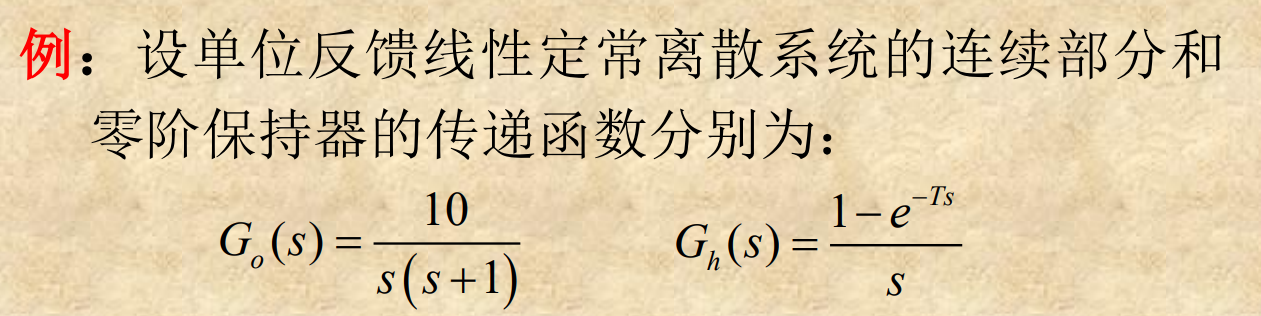 例：设单位反馈线性定常离散系统的连续部分和
零阶保持器的传递函数分别为：
$G_o(s)=\frac{10}{s(s+1)}$ $G_h(s)=\frac{1-e^{-Ts}}{s}$